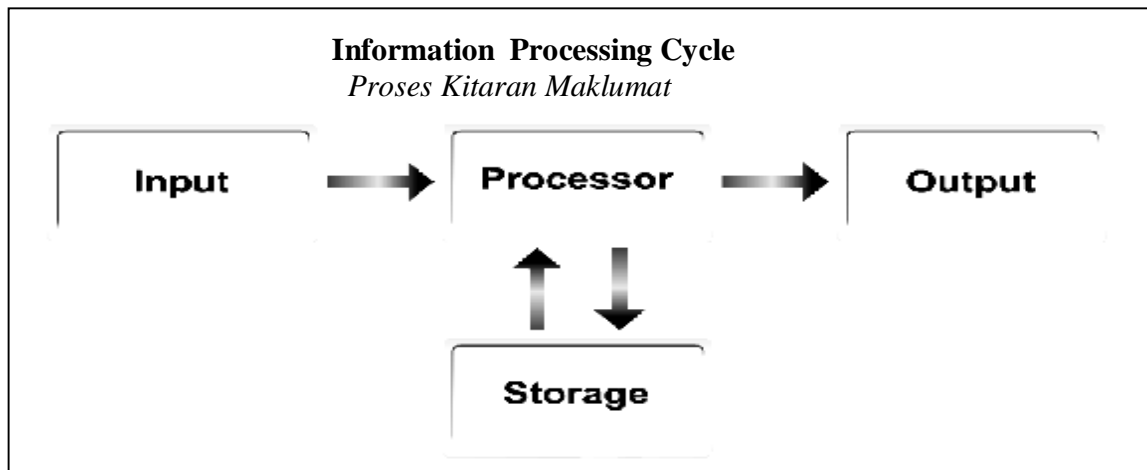 Information Processing Cycle
Proses Kitaran Maklumat
Input
Processor
Output
Storage